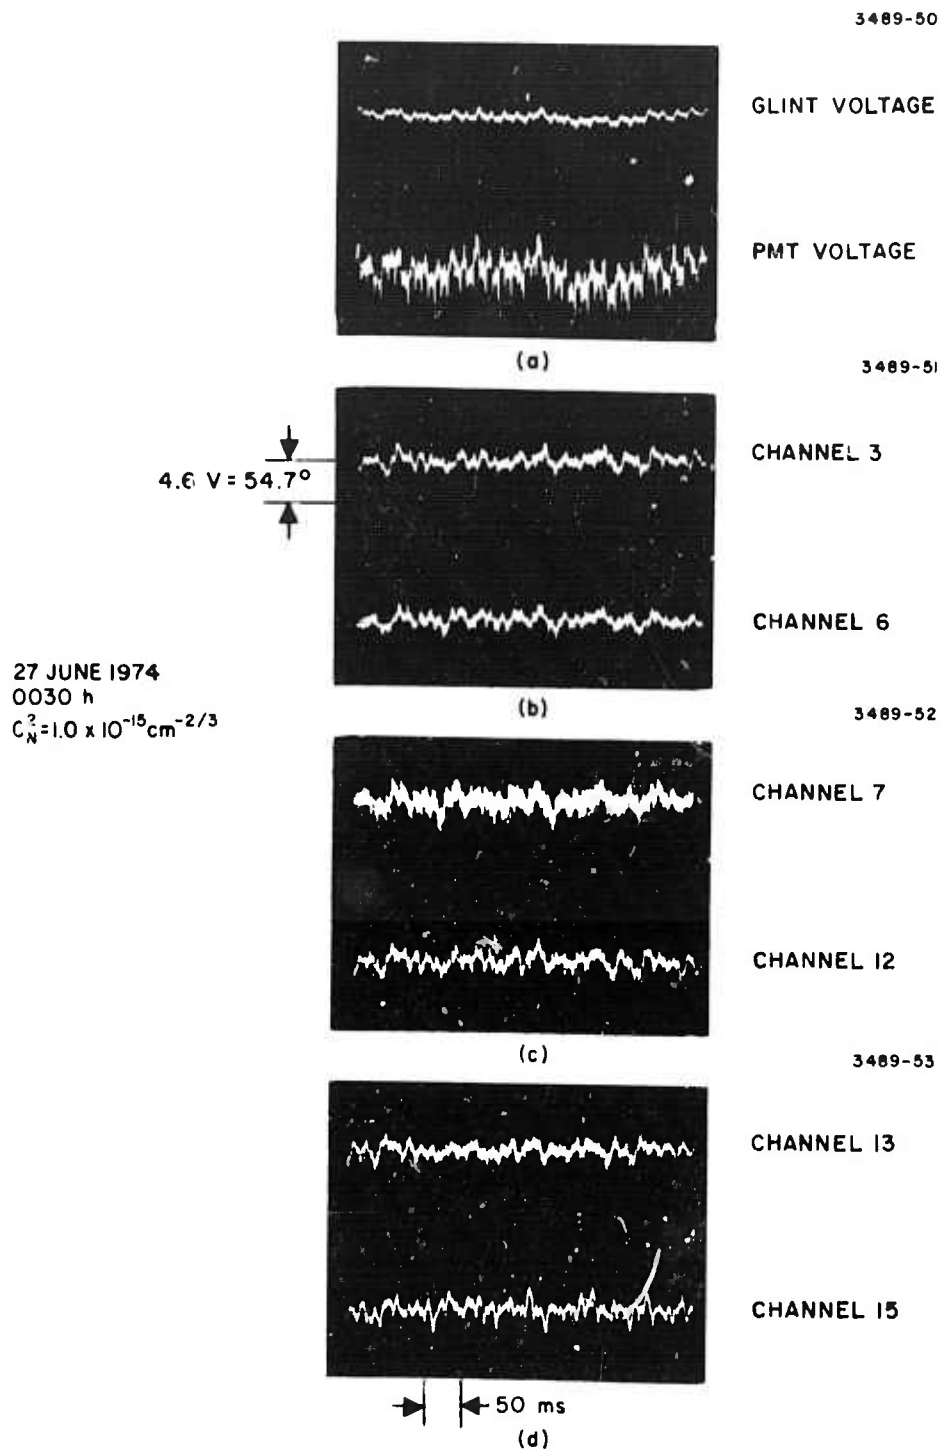 3489-50
GLINT VOLTAGE
PMT VOLTAGE
(a)
3489-51
CHANNEL 3
4.6 V = 54.7°
CHANNEL 6
(b)
27 JUNE 1974
0030 h
C_N^2 = 1.0 x 10^-15 cm^-2/3
3489-52
CHANNEL 7
CHANNEL 12
(c)
3489-53
CHANNEL 13
CHANNEL 15
50 ms
(d)